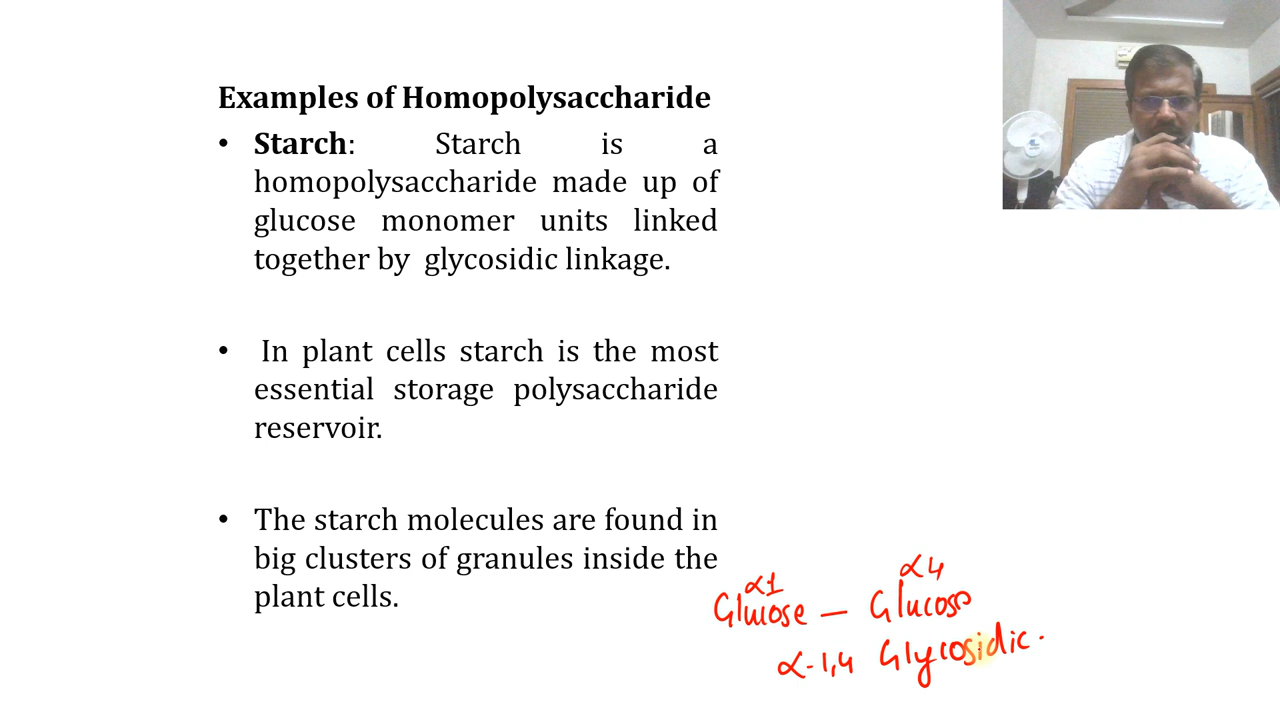 Examples of Homopolysaccharide
• Starch: Starch is a
homopolysaccharide made up of
glucose monomer units linked
together by glycosidic linkage.
• In plant cells starch is the most
essential storage polysaccharide
reservoir.
• The starch molecules are found in
big clusters of granules inside the
plant cells.
α1 α4
Glucose — Glucose
α-1,4 Glycosidic.